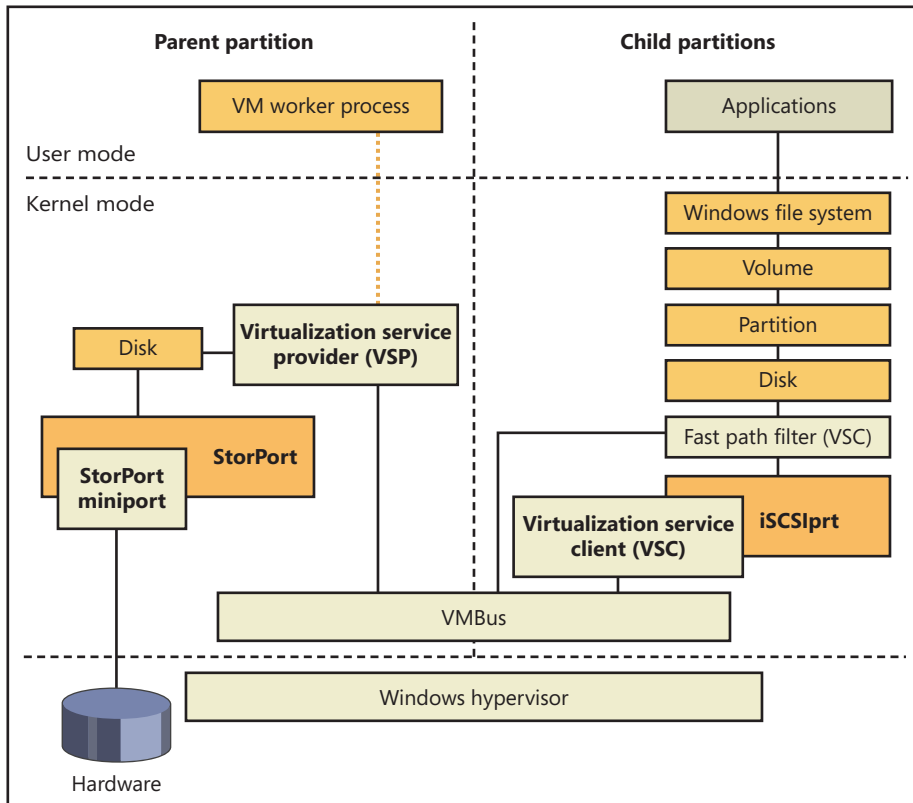 Parent partition
Child partitions
VM worker process
Applications
User mode
Kernel mode
Windows file system
Volume
Partition
Disk
Fast path filter (VSC)
iSCSIprt
Virtualization service
client (VSC)
Virtualization service
provider (VSP)
Disk
StorPort
StorPort
miniport
VMBus
Windows hypervisor
Hardware